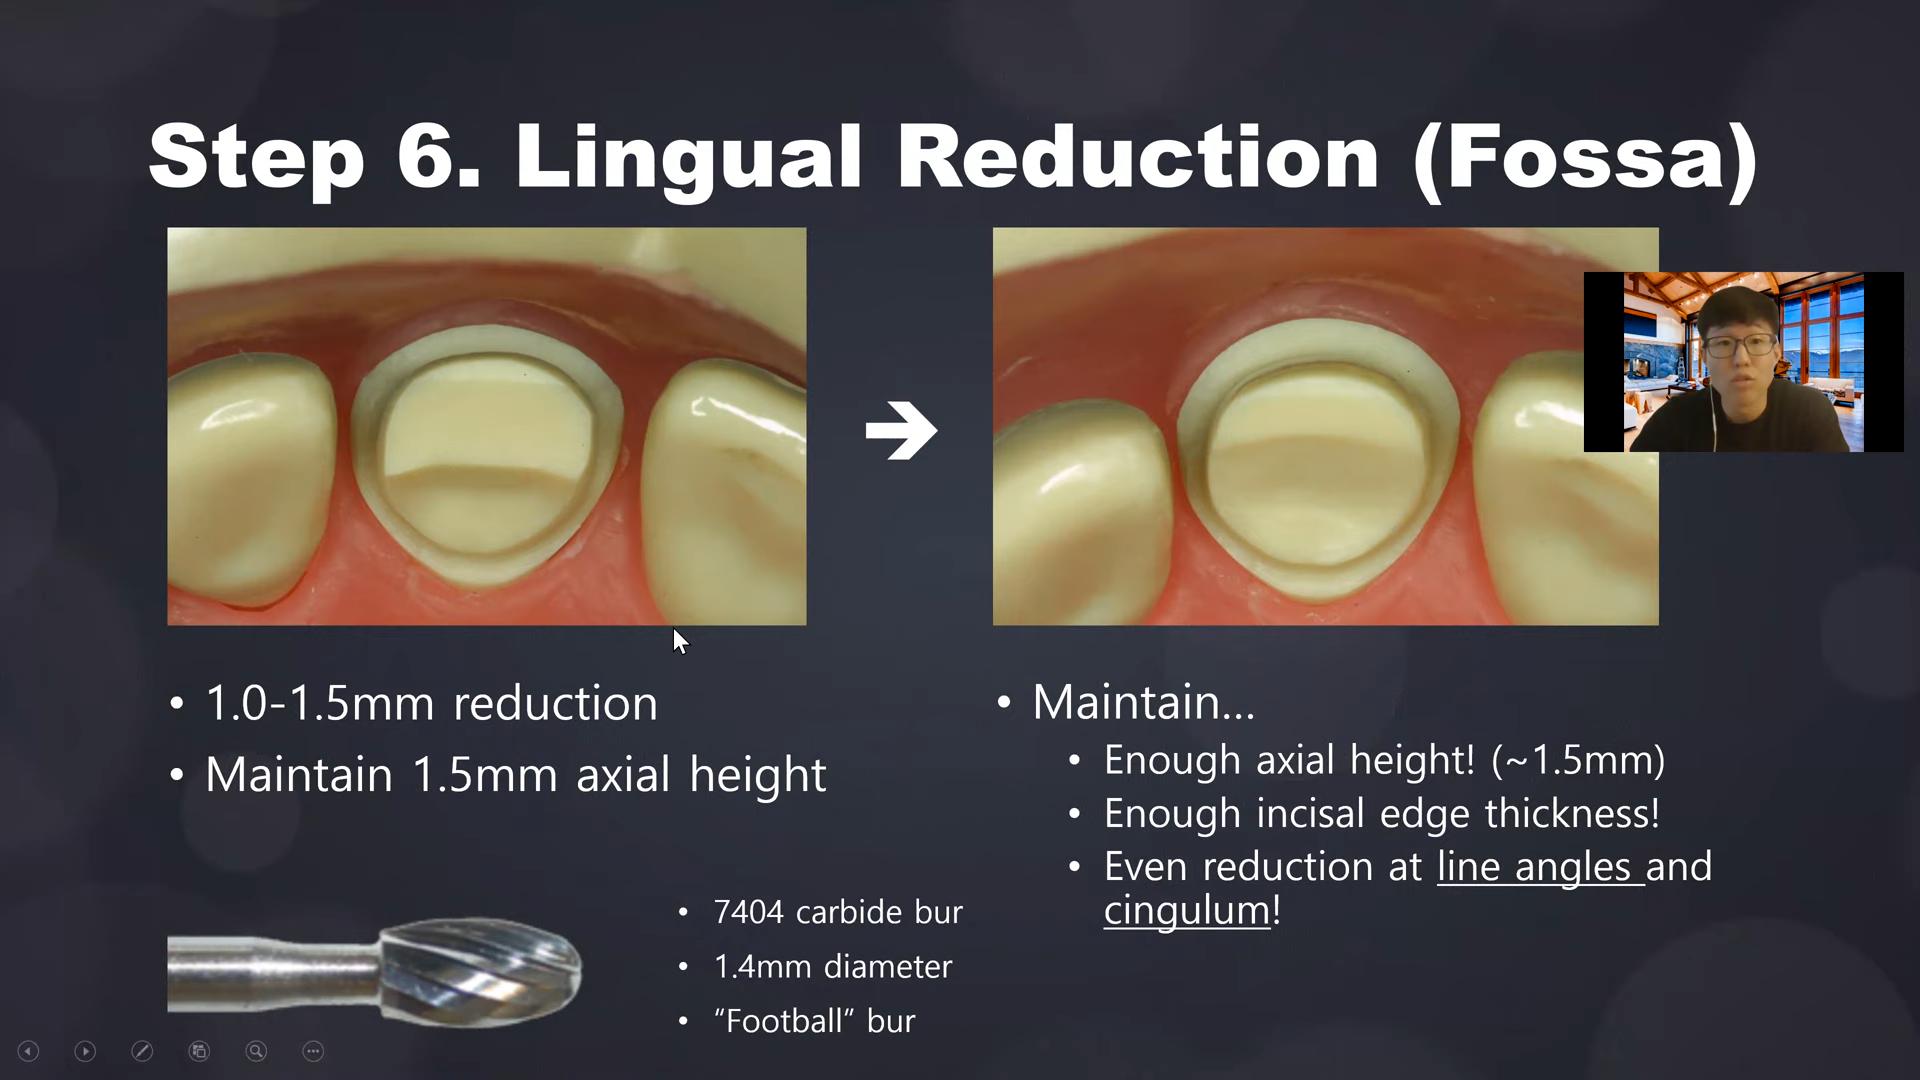 Step 6. Lingual Reduction (Fossa)
• 1.0-1.5mm reduction
• Maintain 1.5mm axial height
• 7404 carbide bur
• 1.4mm diameter
• “Football” bur
• Maintain...
• Enough axial height! (~1.5mm)
• Enough incisal edge thickness!
• Even reduction at line angles and
cingulum!